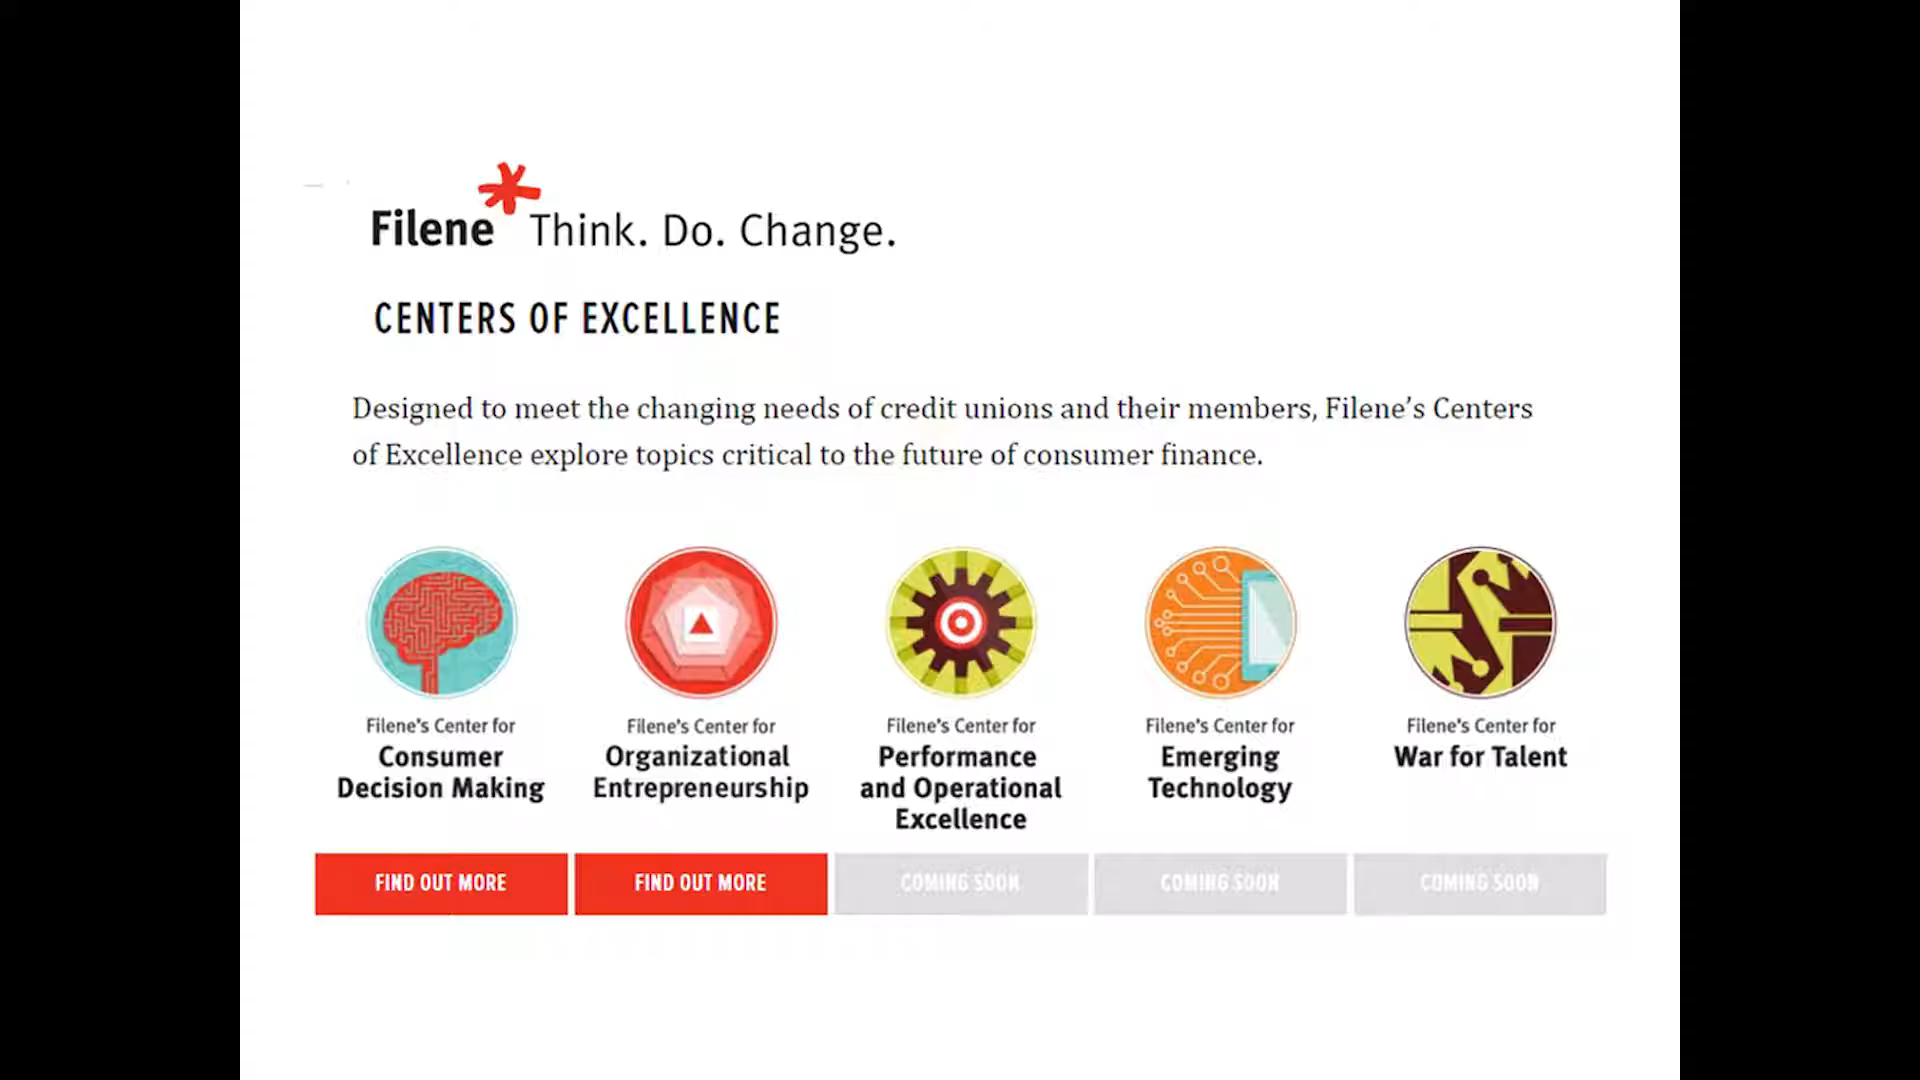 Filene* Think. Do. Change.
CENTERS OF EXCELLENCE
Designed to meet the changing needs of credit unions and their members, Filene’s Centers
of Excellence explore topics critical to the future of consumer finance.
Filene’s Center for
Consumer
Decision Making
FIND OUT MORE
Filene’s Center for
Organizational
Entrepreneurship
FIND OUT MORE
Filene’s Center for
Performance
and Operational
Excellence
COMING SOON
Filene’s Center for
Emerging
Technology
COMING SOON
Filene’s Center for
War for Talent
COMING SOON